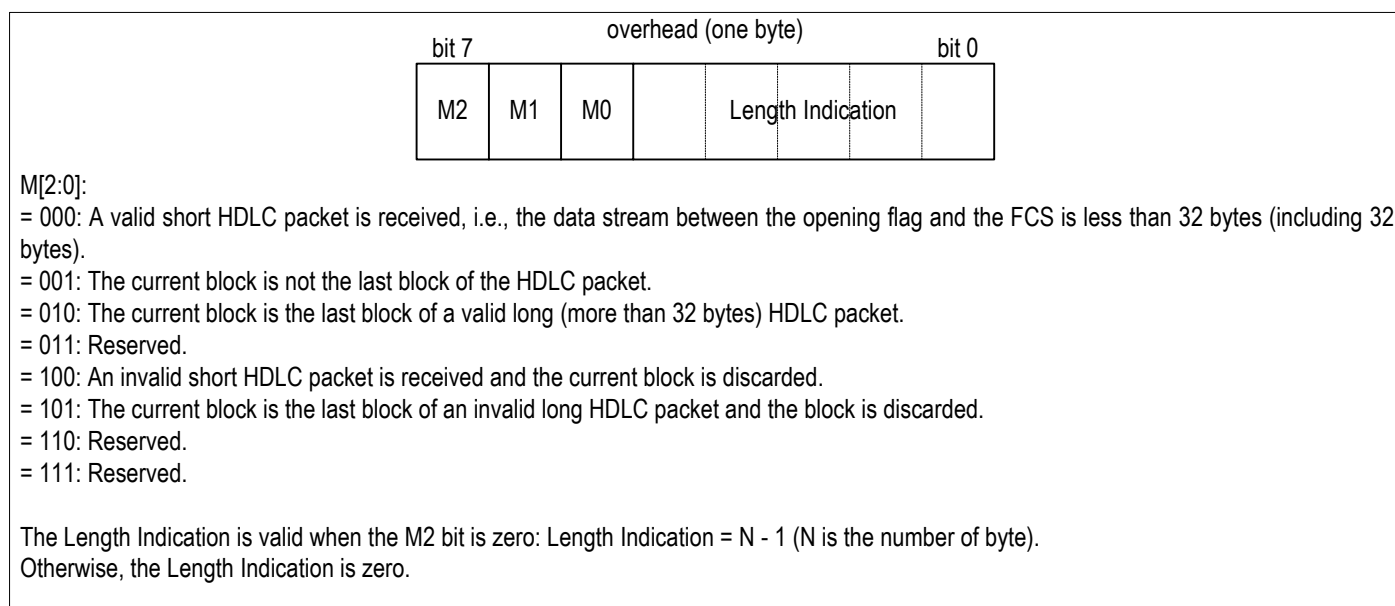 overhead (one byte)
bit 7 bit 0
M2 M1 M0 Length Indication
M[2:0]:
= 000: A valid short HDLC packet is received, i.e., the data stream between the opening flag and the FCS is less than 32 bytes (including 32
bytes).
= 001: The current block is not the last block of the HDLC packet.
= 010: The current block is the last block of a valid long (more than 32 bytes) HDLC packet.
= 011: Reserved.
= 100: An invalid short HDLC packet is received and the current block is discarded.
= 101: The current block is the last block of an invalid long HDLC packet and the block is discarded.
= 110: Reserved.
= 111: Reserved.
The Length Indication is valid when the M2 bit is zero: Length Indication = N - 1 (N is the number of byte).
Otherwise, the Length Indication is zero.